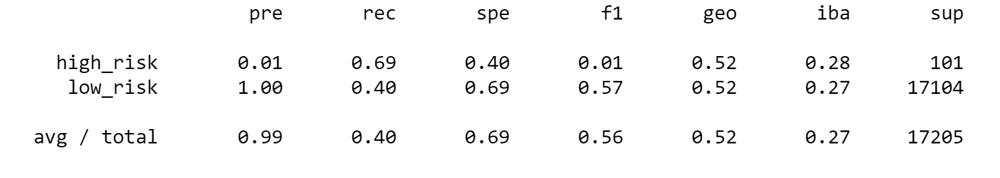 pre rec spe f1 geo iba sup
high_risk 0.01 0.69 0.40 0.01 0.52 0.28 101
low_risk 1.00 0.40 0.69 0.57 0.52 0.27 17104
avg / total 0.99 0.40 0.69 0.56 0.52 0.27 17205